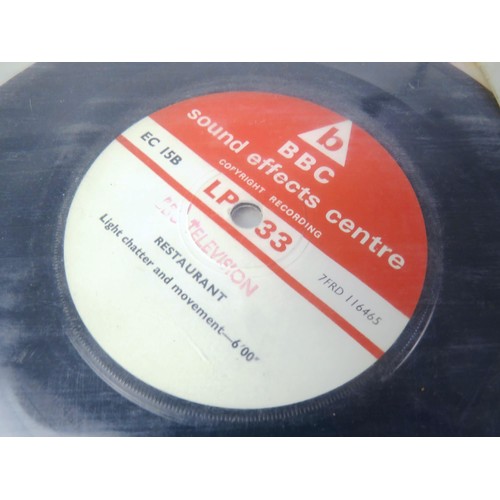 b
BBC
sound effects centre
COPYRIGHT RECORDING
EC 15B
LP 33
7FRD 116465
BBC TELEVISION
RESTAURANT
Light chatter and movement—6'00"